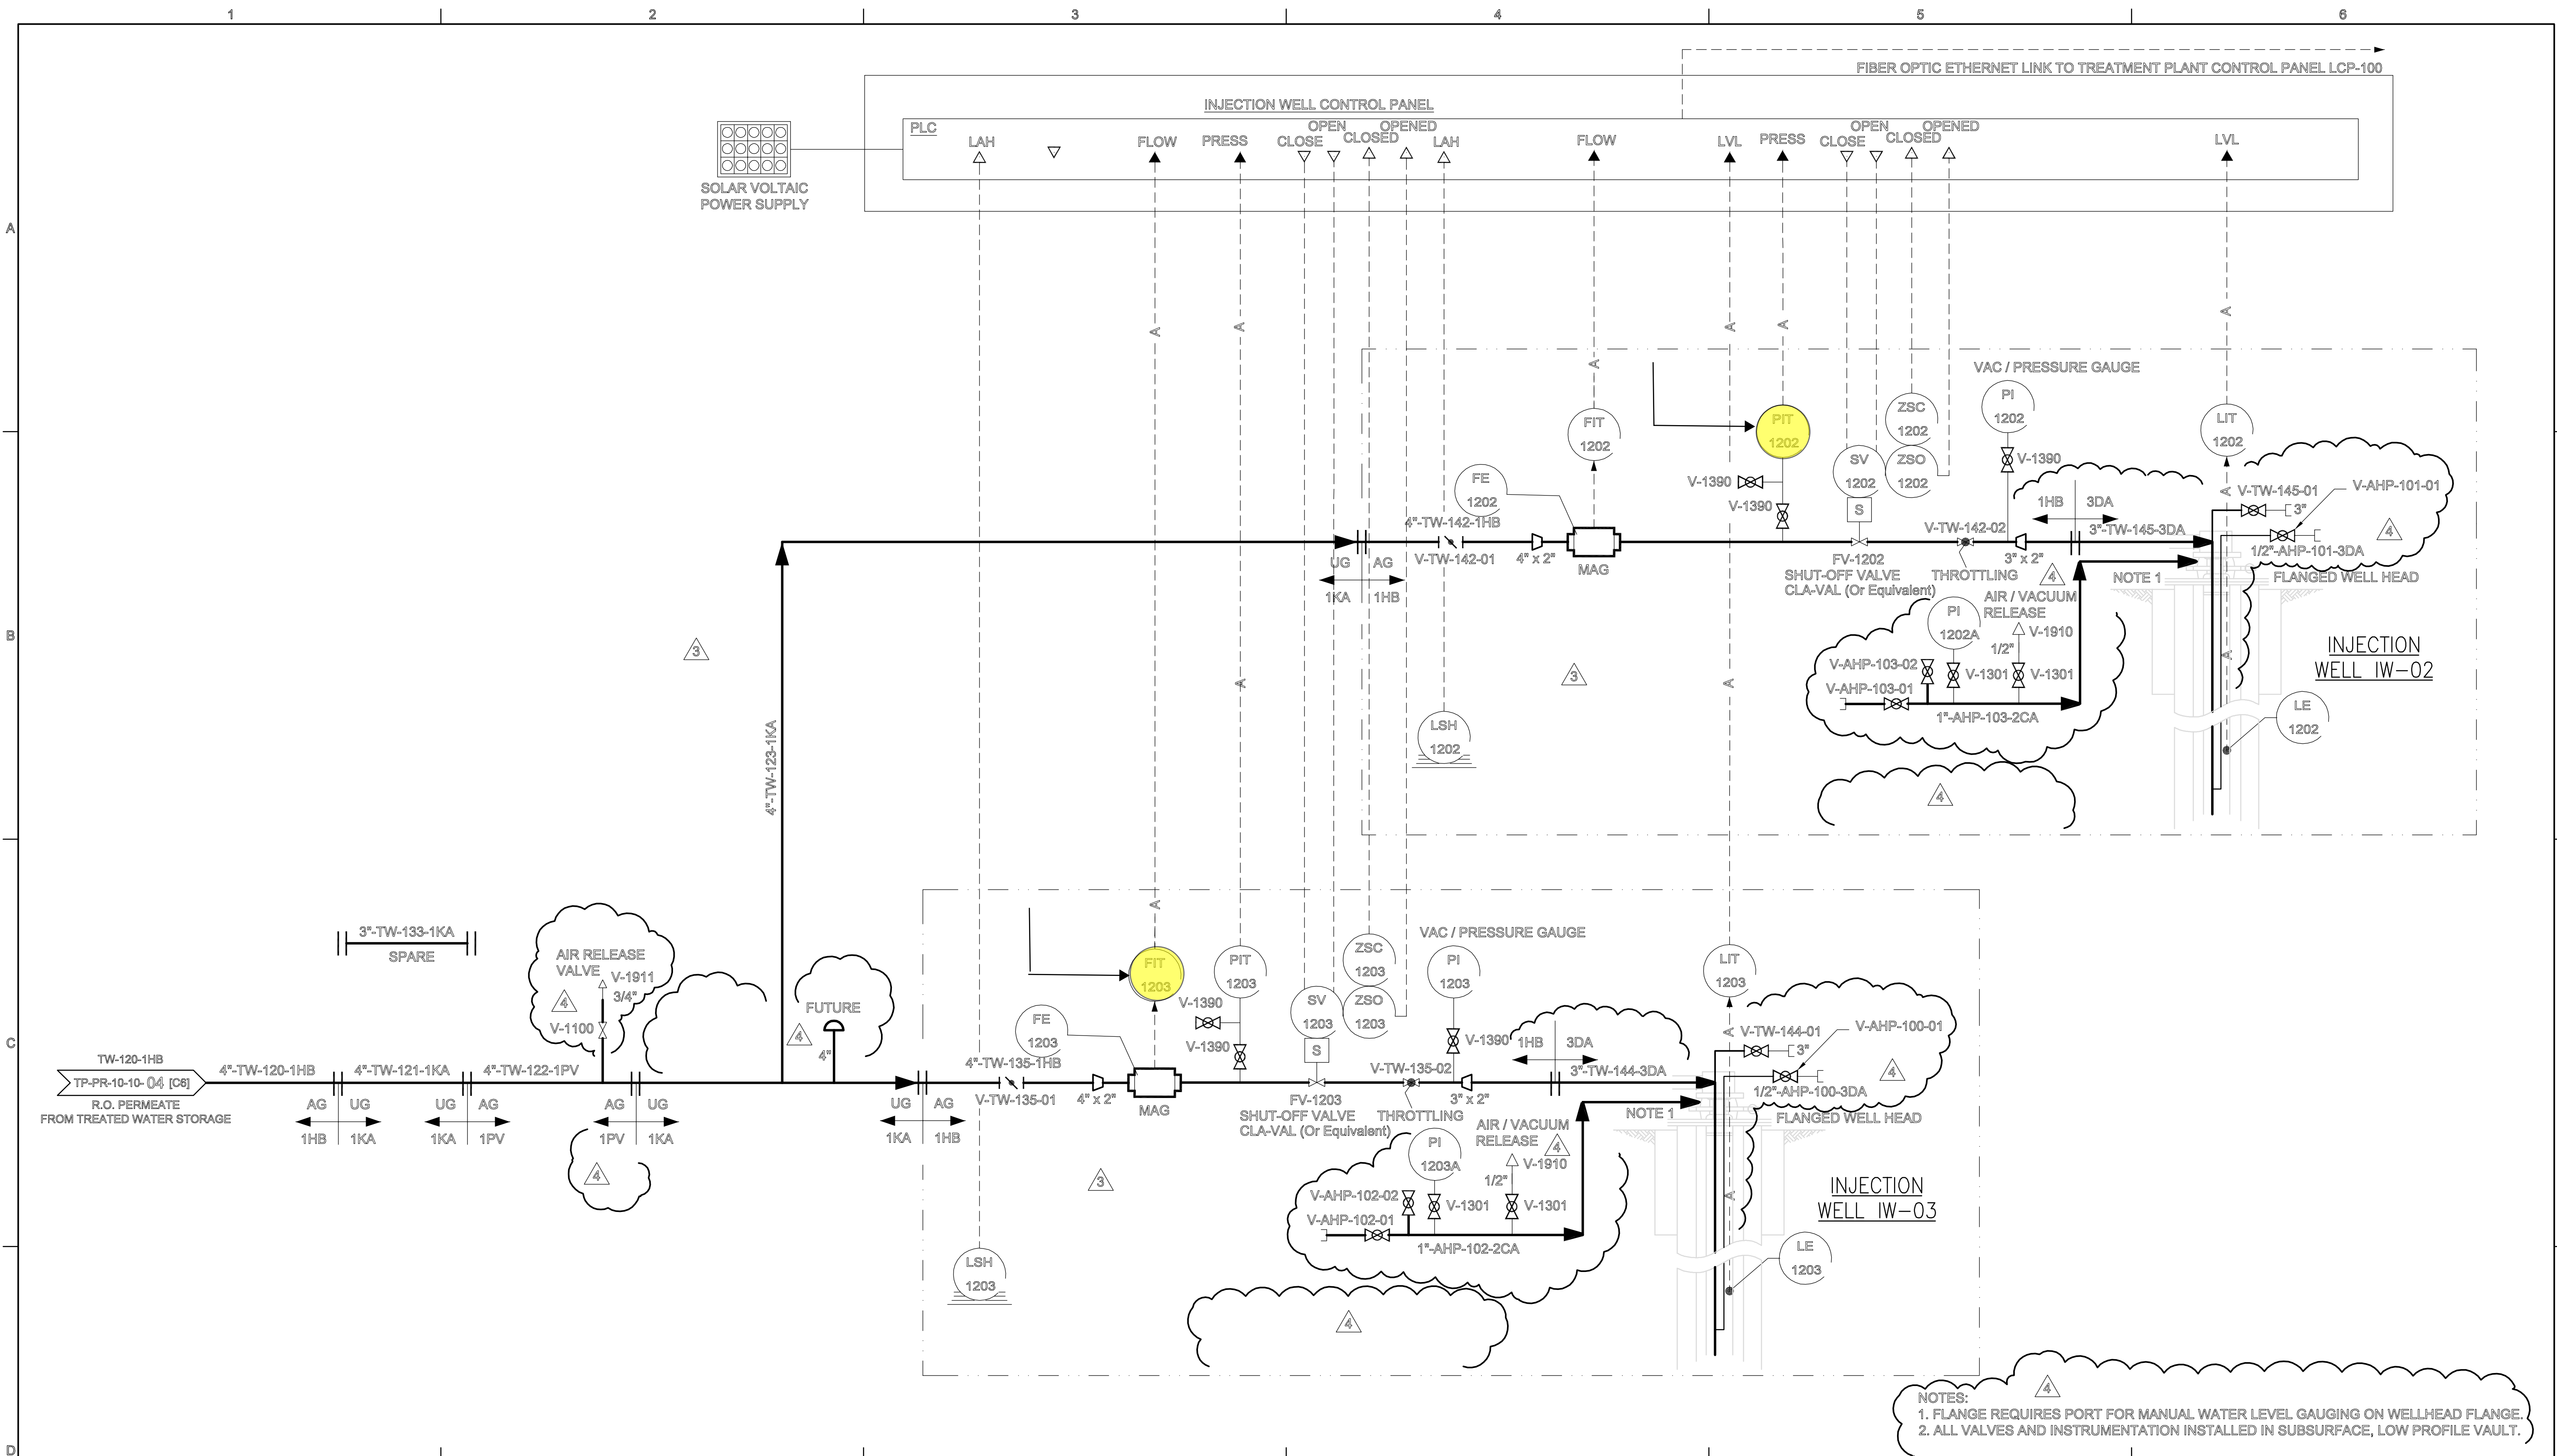 1 2 3 4 5 6
A
B
C
D
FIBER OPTIC ETHERNET LINK TO TREATMENT PLANT CONTROL PANEL LCP-100
INJECTION WELL CONTROL PANEL
PLC
LAH
FLOW
PRESS
CLOSE
OPEN
CLOSED
OPENED
LAH
FLOW
LVL
PRESS
CLOSE
OPEN
CLOSED
OPENED
LVL
SOLAR VOLTAIC
POWER SUPPLY
A
A
A
A
A
A
VAC / PRESSURE GAUGE
FIT
1202
PIT
1202
ZSC
1202
PI
1202
LIT
1202
FE
1202
V-1390
V-1390
SV
1202
S
ZSO
1202
V-1390
1HB
3DA
A
V-TW-145-01
3"
V-AHP-101-01
4
1/2"-AHP-101-3DA
4"-TW-142-1HB
V-TW-142-01
4" x 2"
MAG
FV-1202
SHUT-OFF VALVE
CLA-VAL (Or Equivalent)
V-TW-142-02
THROTTLING
3" x 2"
3"-TW-145-3DA
NOTE 1
FLANGED WELL HEAD
UG
AG
1KA
1HB
4
AIR / VACUUM
RELEASE
PI
1202A
V-1910
1/2"
V-AHP-103-02
V-1301
V-1301
V-AHP-103-01
1"-AHP-103-2CA
A
INJECTION
WELL IW-02
LE
1202
3
3
A
A
LSH
1202
4
4"-TW-123-1KA
3"-TW-133-1KA
SPARE
AIR RELEASE
VALVE
V-1911
3/4"
4
V-1100
FUTURE
4
4"
A
VAC / PRESSURE GAUGE
FIT
1203
PIT
1203
ZSC
1203
PI
1203
LIT
1203
FE
1203
V-1390
V-1390
SV
1203
S
ZSO
1203
V-1390
1HB
3DA
A
V-TW-144-01
3"
V-AHP-100-01
4
1/2"-AHP-100-3DA
TW-120-1HB
TP-PR-10-10- 04 [C6]
R.O. PERMEATE
FROM TREATED WATER STORAGE
4"-TW-120-1HB
4"-TW-121-1KA
4"-TW-122-1PV
AG
UG
1HB
1KA
UG
AG
1KA
1PV
AG
UG
1PV
1KA
4
UG
AG
1KA
1HB
4"-TW-135-1HB
V-TW-135-01
4" x 2"
MAG
FV-1203
SHUT-OFF VALVE
CLA-VAL (Or Equivalent)
V-TW-135-02
THROTTLING
3" x 2"
3"-TW-144-3DA
NOTE 1
FLANGED WELL HEAD
AIR / VACUUM
RELEASE
4
PI
1203A
V-1910
1/2"
V-AHP-102-02
V-1301
V-1301
V-AHP-102-01
1"-AHP-102-2CA
3
A
INJECTION
WELL IW-03
LE
1203
LSH
1203
4
4
NOTES:
1. FLANGE REQUIRES PORT FOR MANUAL WATER LEVEL GAUGING ON WELLHEAD FLANGE.
2. ALL VALVES AND INSTRUMENTATION INSTALLED IN SUBSURFACE, LOW PROFILE VAULT.